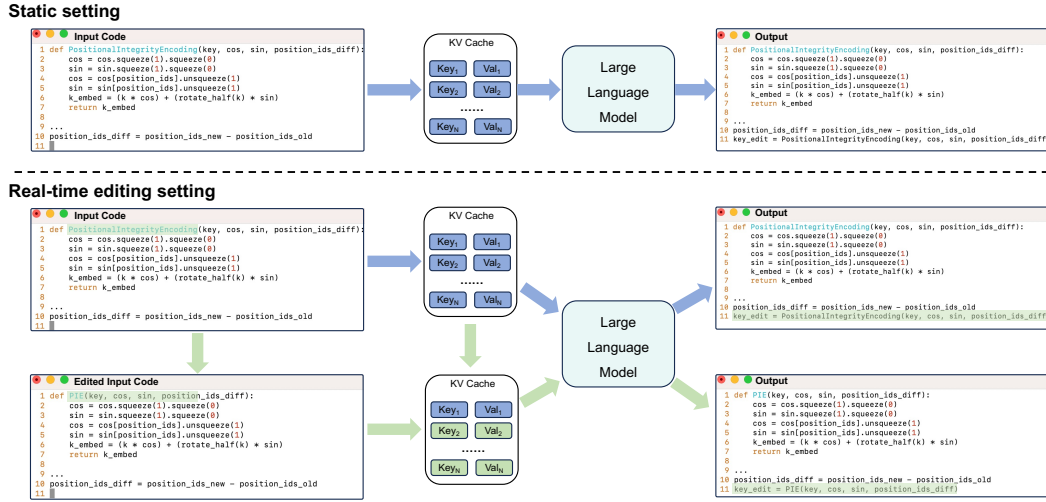 Static setting
Input Code
1 def PositionalIntegrityEncoding(key, cos, sin, position_ids_diff):
2 cos = cos.squeeze(1).squeeze(0)
3 sin = sin.squeeze(1).squeeze(0)
4 cos = cos[position_ids].unsqueeze(1)
5 sin = sin[position_ids].unsqueeze(1)
6 k_embed = (k * cos) + (rotate_half(k) * sin)
7 return k_embed
8
9 ...
10 position_ids_diff = position_ids_new - position_ids_old
11
KV Cache
Key1 Val1
Key2 Val2
......
KeyN ValN
Large
Language
Model
Output
1 def PositionalIntegrityEncoding(key, cos, sin, position_ids_diff):
2 cos = cos.squeeze(1).squeeze(0)
3 sin = sin.squeeze(1).squeeze(0)
4 cos = cos[position_ids].unsqueeze(1)
5 sin = sin[position_ids].unsqueeze(1)
6 k_embed = (k * cos) + (rotate_half(k) * sin)
7 return k_embed
8
9 ...
10 position_ids_diff = position_ids_new - position_ids_old
11 key_edit = PositionalIntegrityEncoding(key, cos, sin, position_ids_diff
Real-time editing setting
Input Code
1 def PositionalIntegrityEncoding(key, cos, sin, position_ids_diff):
2 cos = cos.squeeze(1).squeeze(0)
3 sin = sin.squeeze(1).squeeze(0)
4 cos = cos[position_ids].unsqueeze(1)
5 sin = sin[position_ids].unsqueeze(1)
6 k_embed = (k * cos) + (rotate_half(k) * sin)
7 return k_embed
8
9 ...
10 position_ids_diff = position_ids_new - position_ids_old
11
KV Cache
Key1 Val1
Key2 Val2
......
KeyN ValN
Output
1 def PositionalIntegrityEncoding(key, cos, sin, position_ids_diff):
2 cos = cos.squeeze(1).squeeze(0)
3 sin = sin.squeeze(1).squeeze(0)
4 cos = cos[position_ids].unsqueeze(1)
5 sin = sin[position_ids].unsqueeze(1)
6 k_embed = (k * cos) + (rotate_half(k) * sin)
7 return k_embed
8
9 ...
10 position_ids_diff = position_ids_new - position_ids_old
11 key_edit = PositionalIntegrityEncoding(key, cos, sin, position_ids_diff
Large
Language
Model
Edited Input Code
1 def PIE(key, cos, sin, position_ids_diff):
2 cos = cos.squeeze(1).squeeze(0)
3 sin = sin.squeeze(1).squeeze(0)
4 cos = cos[position_ids].unsqueeze(1)
5 sin = sin[position_ids].unsqueeze(1)
6 k_embed = (k * cos) + (rotate_half(k) * sin)
7 return k_embed
8
9 ...
10 position_ids_diff = position_ids_new - position_ids_old
11
KV Cache
Key1 Val1
Key2 Val2
......
KeyN ValN
Output
1 def PIE(key, cos, sin, position_ids_diff):
2 cos = cos.squeeze(1).squeeze(0)
3 sin = sin.squeeze(1).squeeze(0)
4 cos = cos[position_ids].unsqueeze(1)
5 sin = sin[position_ids].unsqueeze(1)
6 k_embed = (k * cos) + (rotate_half(k) * sin)
7 return k_embed
8
9 ...
10 position_ids_diff = position_ids_new - position_ids_old
11 key_edit = PIE(key, cos, sin, position_ids_diff)